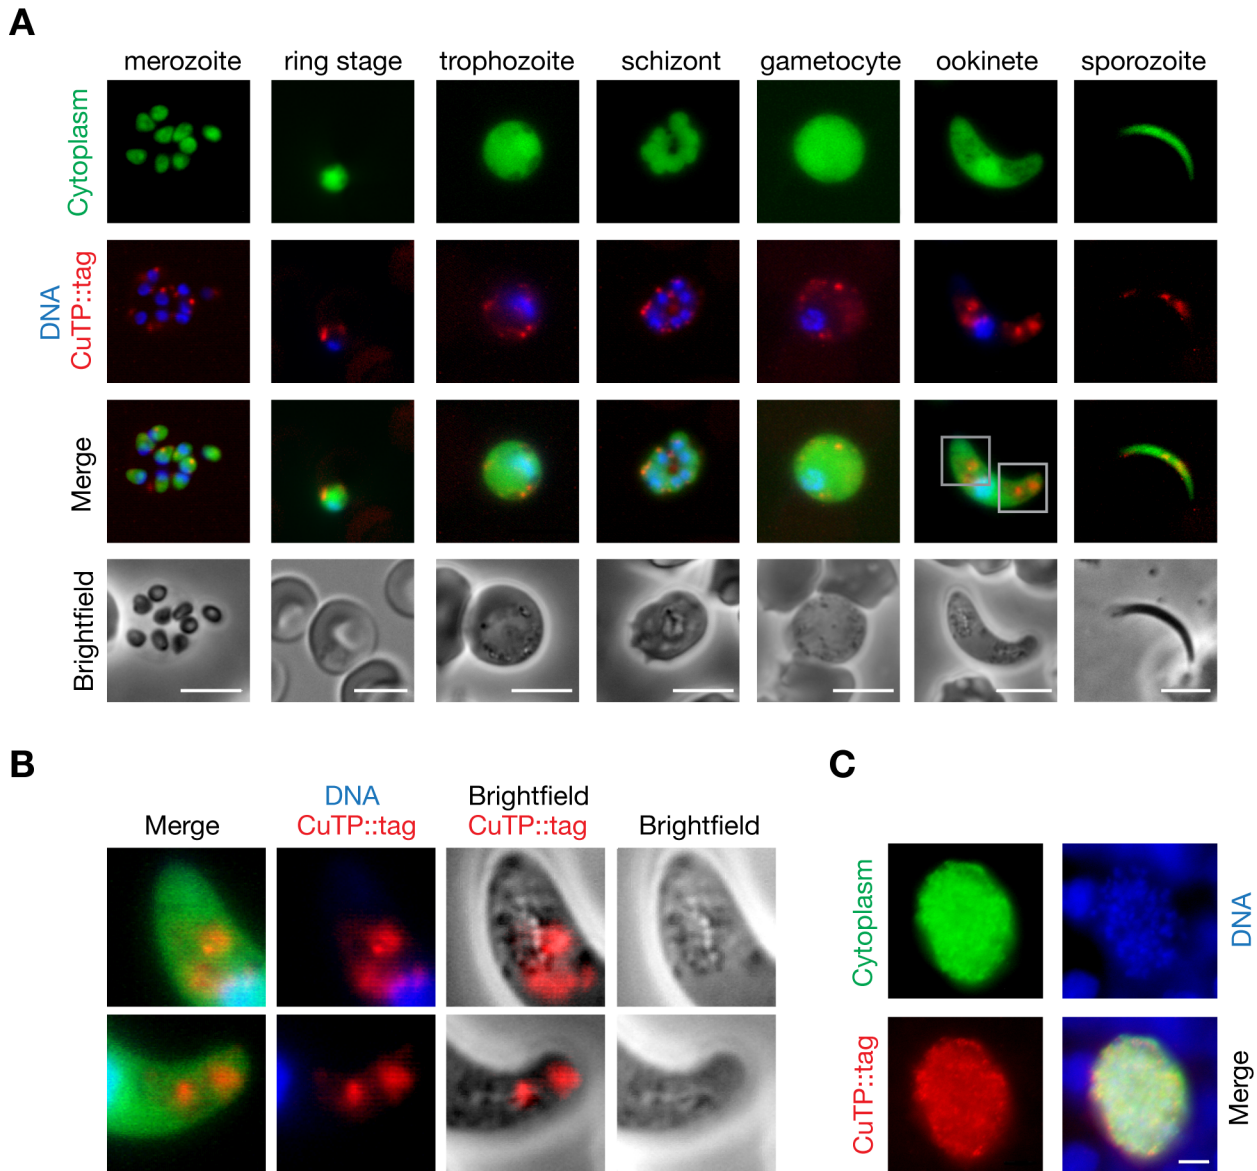 A
merozoite
ring stage
trophozoite
schizont
gametocyte
ookinete
sporozoite
Cytoplasm
DNA
CuTP::tag
Merge
Brightfield
B
Merge
DNA
CuTP::tag
Brightfield
CuTP::tag
Brightfield
C
Cytoplasm
DNA
CuTP::tag
Merge